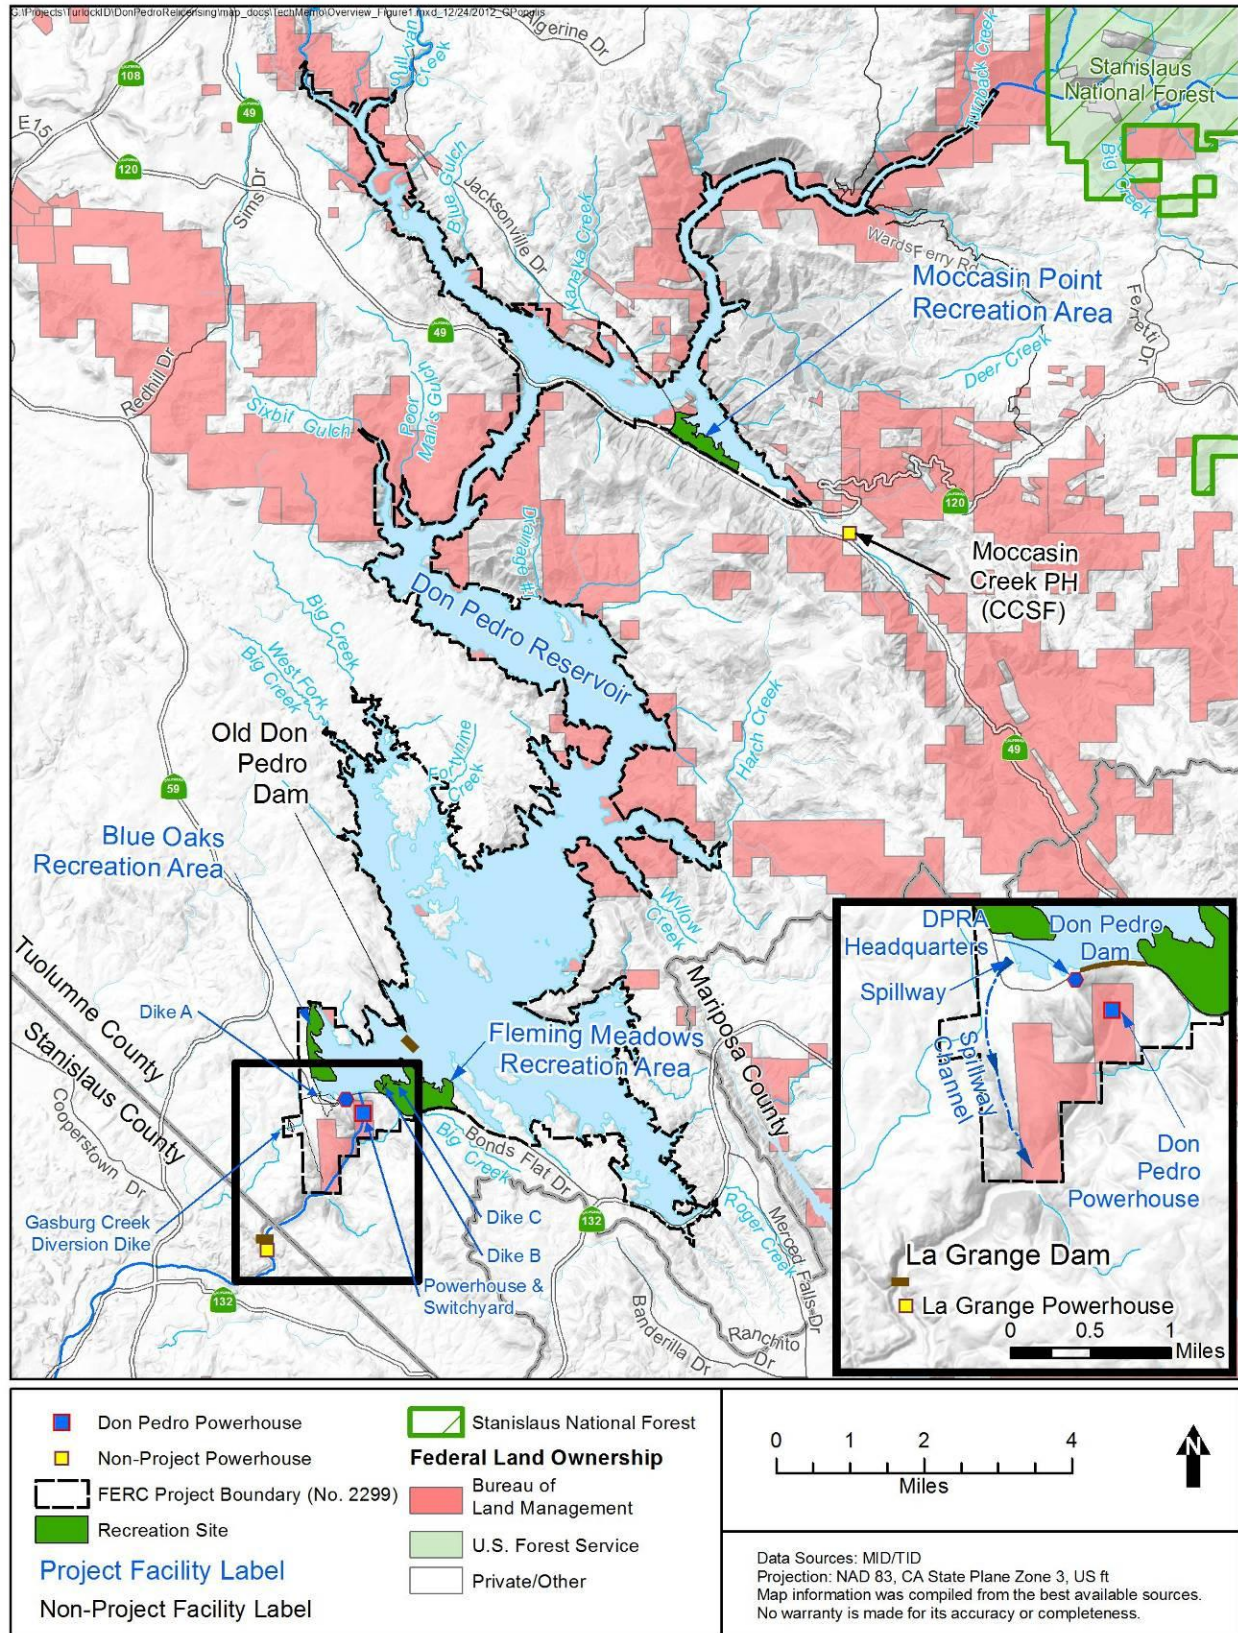 G:\Projects\TurlockID\DonPedroRelicensing\map_docs\TechMemo\Overview_Figure1.mxd_12/24/2012_GPongilis
Algerine Dr
Sullivan
Creek
Turnback Creek
Stanislaus
National Forest
108
49
E15
120
Sims Dr
Blue Gulch
Jacksonville Dr
Kanaka Creek
Big
Creek
Wards Ferry Rd
Moccasin Point
Recreation Area
Ferretti Dr
Deer Creek
49
Redhill Dr
Sixbit Gulch
Poor
Man's Gulch
Drainage #1
120
Moccasin
Creek PH
(CCSF)
Don Pedro Reservoir
Big Creek
West Fork
Big Creek
Hatch Creek
Old Don
Pedro
Dam
Fortynine
Creek
49
59
Blue Oaks
Recreation Area
Willow
Creek
Tuolumne County
Stanislaus County
Mariposa County
Dike A
Fleming Meadows
Recreation Area
Cooperstown Dr
Big
Creek
Bonds Flat Dr
Gasburg Creek
Diversion Dike
Dike C
Dike B
Powerhouse &
Switchyard
132
132
Roger Creek
Merced Falls Dr
Banderilla Dr
Ranchito
Dr
DPRA
Headquarters
Don Pedro
Dam
Spillway
Spillway
Channel
Don
Pedro
Powerhouse
La Grange Dam
La Grange Powerhouse
0 0.5 1
Miles
Don Pedro Powerhouse
Non-Project Powerhouse
FERC Project Boundary (No. 2299)
Recreation Site
Project Facility Label
Non-Project Facility Label
Stanislaus National Forest
Federal Land Ownership
Bureau of
Land Management
U.S. Forest Service
Private/Other
0 1 2 4
Miles
N
Data Sources: MID/TID
Projection: NAD 83, CA State Plane Zone 3, US ft
Map information was compiled from the best available sources.
No warranty is made for its accuracy or completeness.